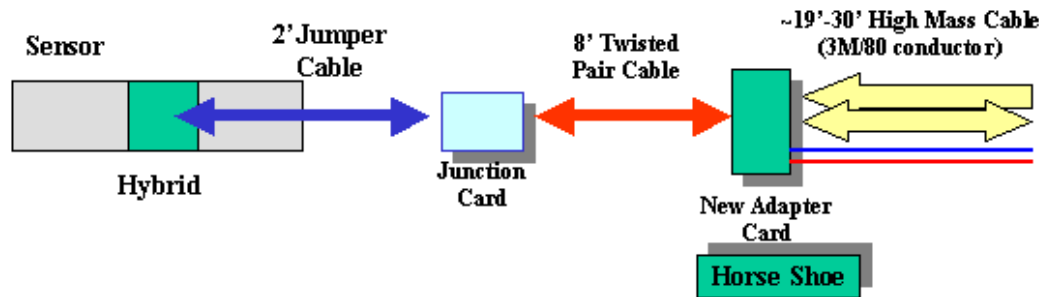 Sensor
2' Jumper
Cable
8' Twisted
Pair Cable
~19'-30' High Mass Cable
(3M/80 conductor)
Hybrid
Junction
Card
New Adapter
Card
Horse Shoe